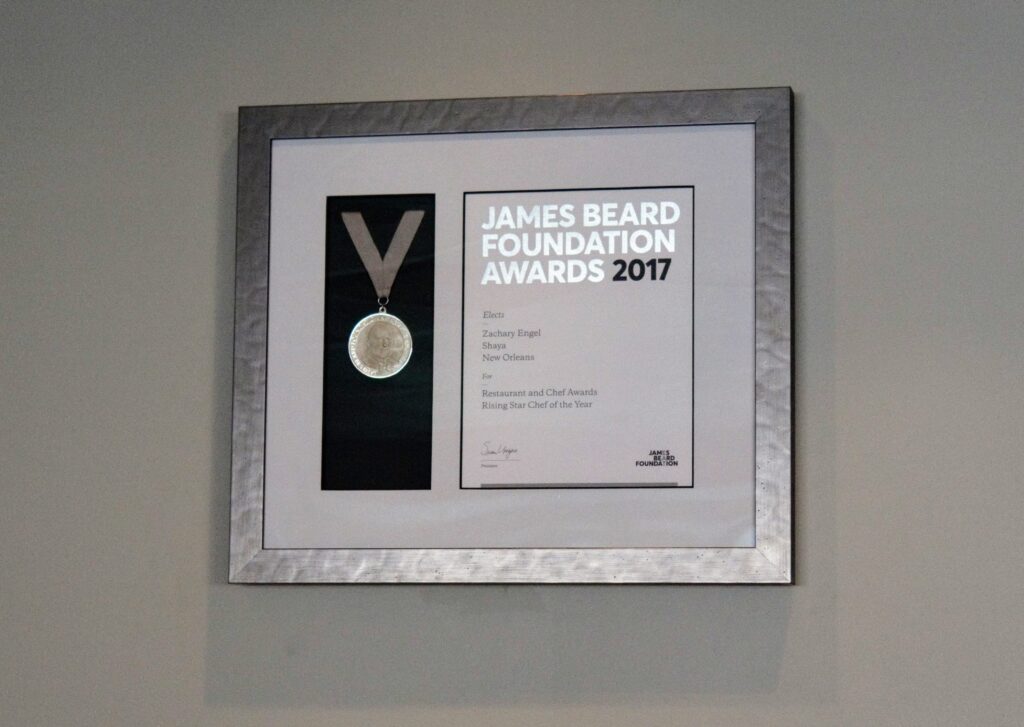 JAMES BEARD
FOUNDATION
AWARDS 2017
Elects
Zachary Engel
Shaya
New Orleans
For
Restaurant and Chef Awards
Rising Star Chef of the Year
President
JAMES
BEARD
FOUNDATION